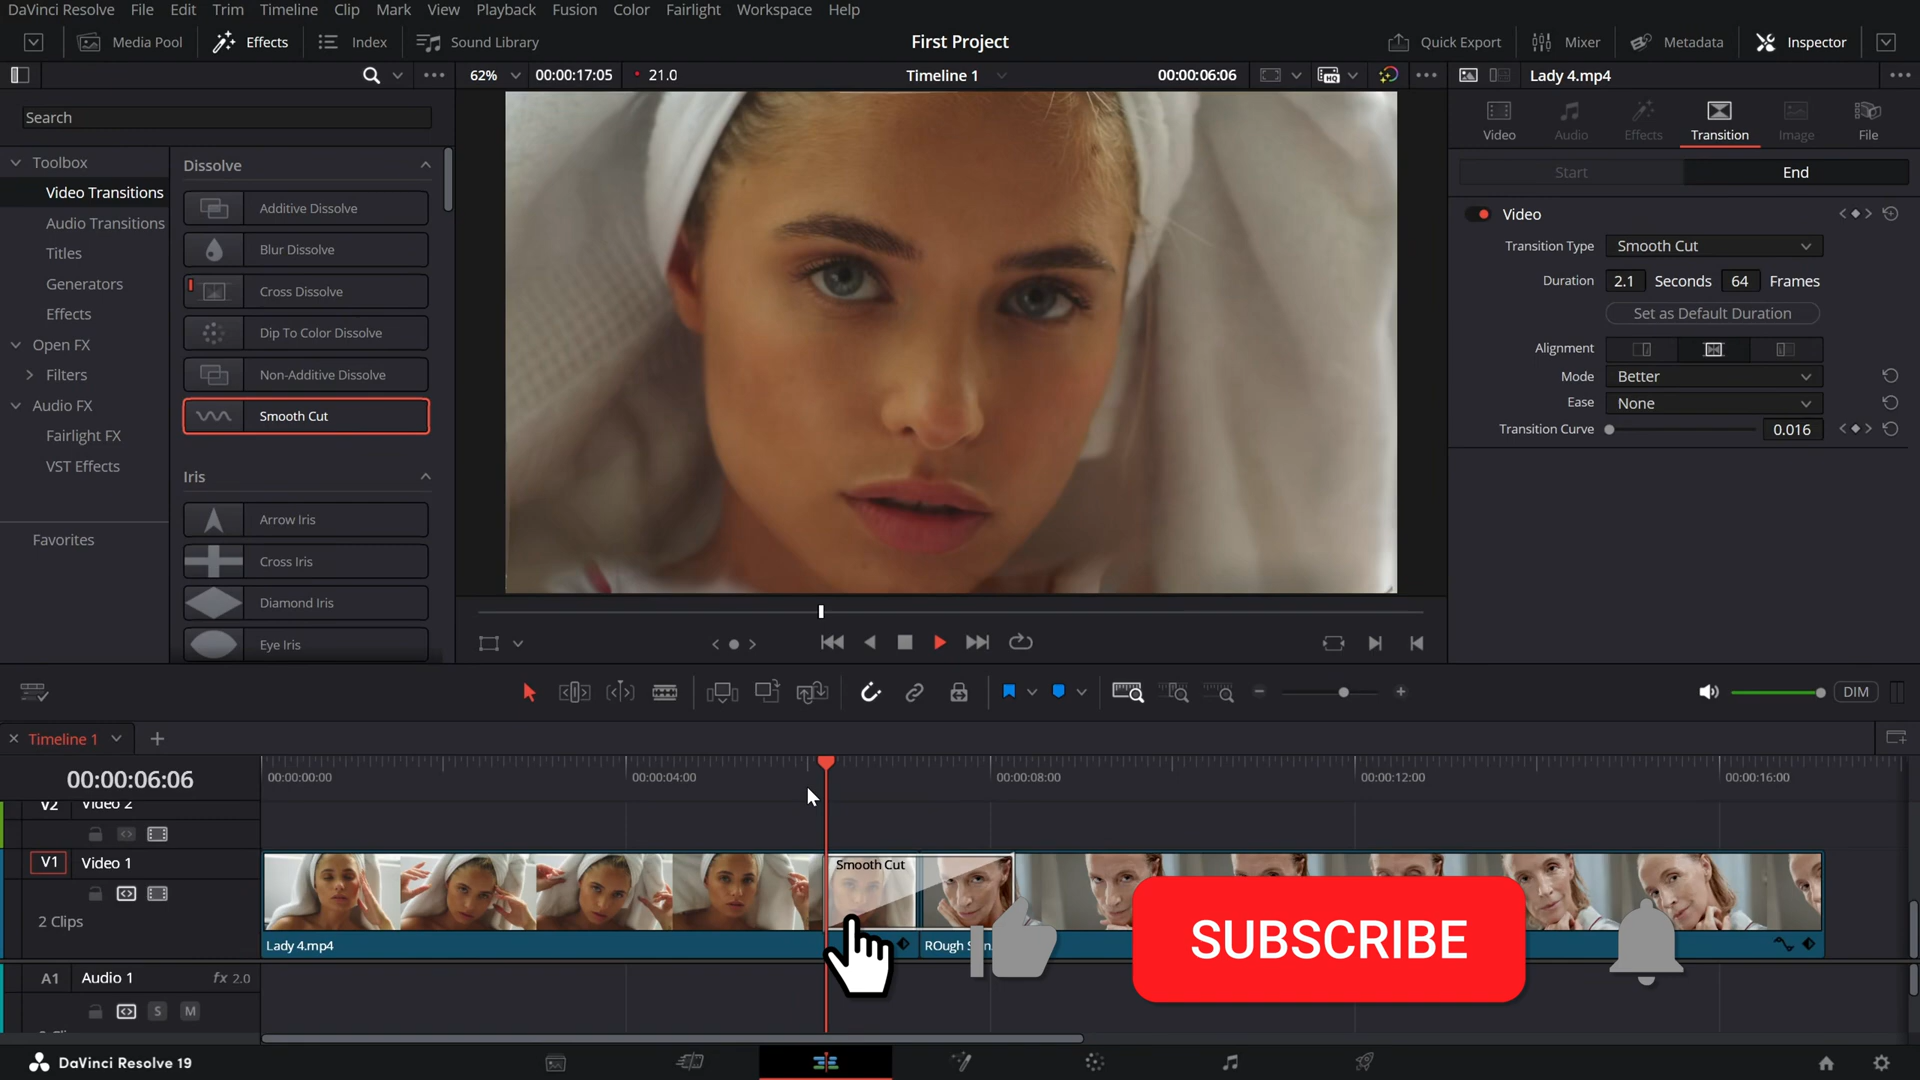 DaVinci Resolve File Edit Trim Timeline Clip Mark View Playback Fusion Color Fairlight Workspace Help
Media Pool Effects Index Sound Library First Project Quick Export Mixer Metadata Inspector
62% 00:00:17:05 21.0 Timeline 1 00:00:06:06 HQ Lady 4.mp4
Search
Video Audio Effects Transition Image File
Toolbox Dissolve
Start End
Video Transitions Additive Dissolve
Video
Audio Transitions
Titles Blur Dissolve
Transition Type Smooth Cut
Generators Cross Dissolve
Duration 2.1 Seconds 64 Frames
Effects Dip To Color Dissolve
Set as Default Duration
Open FX
Alignment
Filters Non-Additive Dissolve
Mode Better
Audio FX
Ease None
Fairlight FX Smooth Cut
Transition Curve 0.016
VST Effects
Iris
Arrow Iris
Favorites
Cross Iris
Diamond Iris
Eye Iris
DIM
Timeline 1
00:00:06:06
00:00:00:00 00:00:04:00 00:00:08:00 00:00:12:00 00:00:16:00
V2 Video 2
V1 Video 1
Smooth Cut
2 Clips
Lady 4.mp4
SUBSCRIBE
A1 Audio 1 fx 2.0
S M
DaVinci Resolve 19